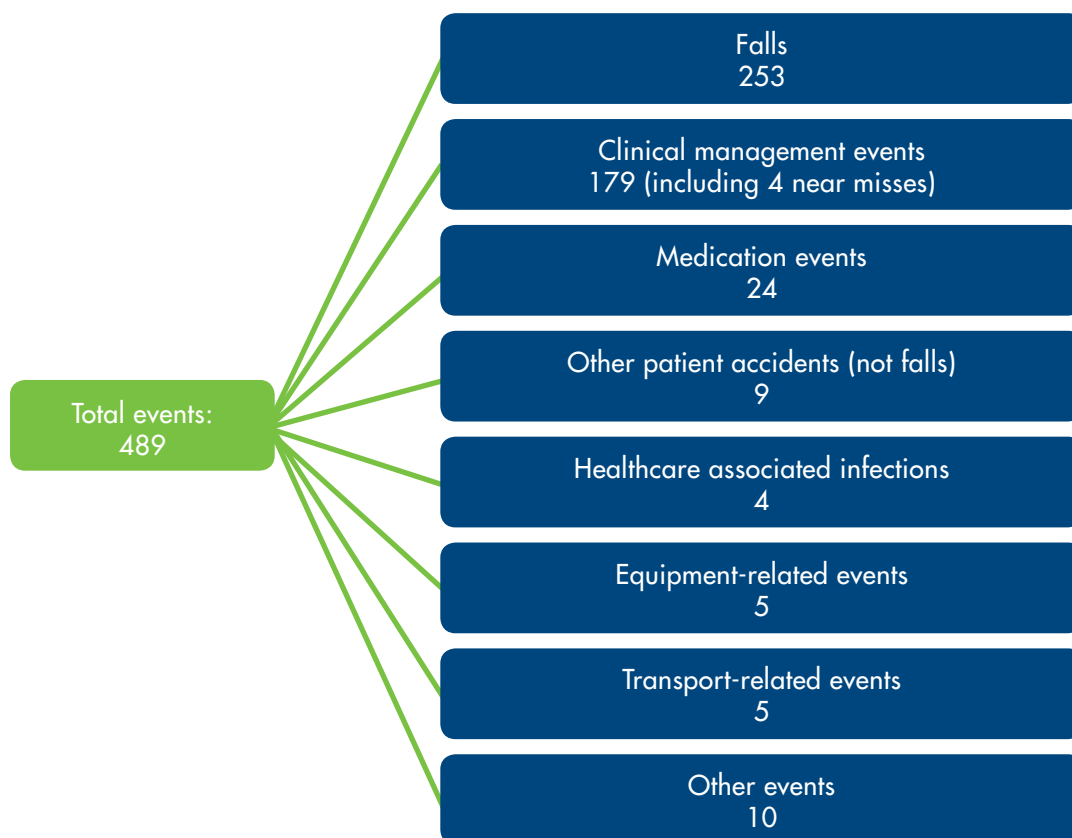 Falls
253
Clinical management events
179 (including 4 near misses)
Medication events
24
Other patient accidents (not falls)
9
Total events:
489
Healthcare associated infections
4
Equipment-related events
5
Transport-related events
5
Other events
10